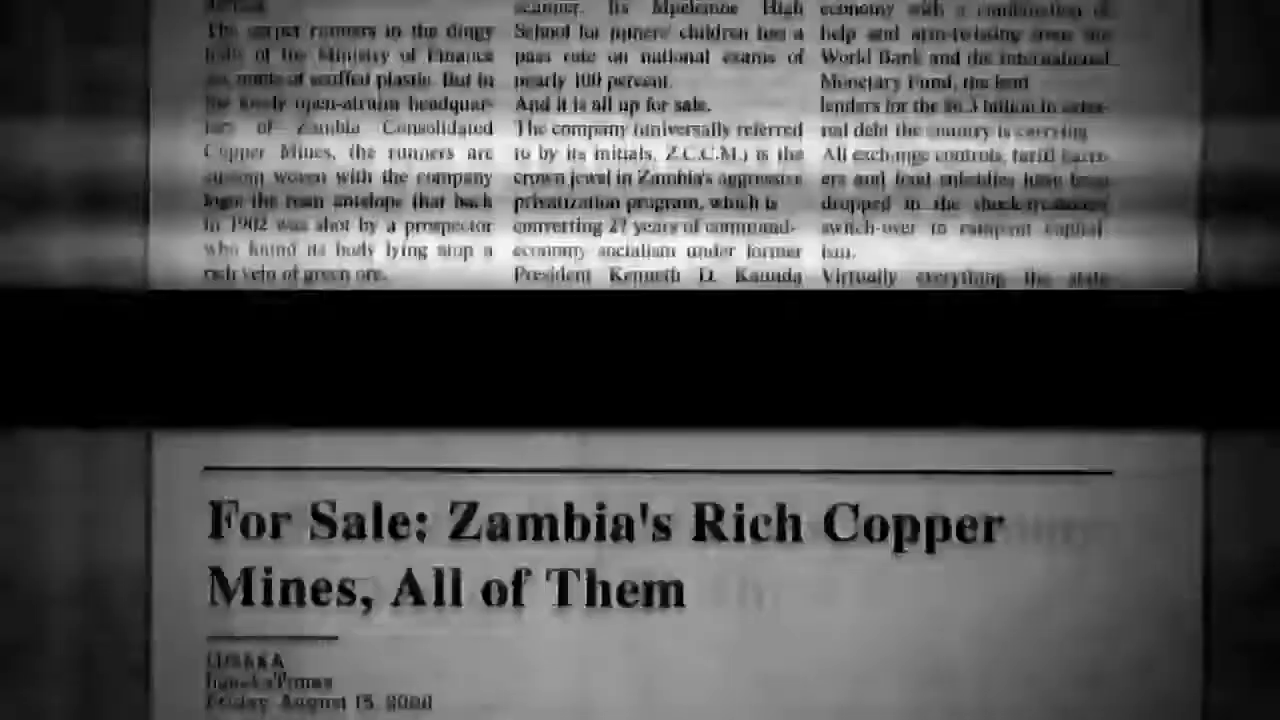 The carpet runners in the dingy
halls of the Ministry of Finance
are made of scuffed plastic. But in
the lovely open-atrium headquar-
ters of Zambia Consolidated
Copper Mines, the runners are
custom woven with the company
logo the roan antelope that back
in 1902 was shot by a prospector
who found its body lying atop a
rich vein of green ore.
scanner. Its Mpelembe High
School for miners' children has a
pass rate on national exams of
nearly 100 percent.
And it is all up for sale.
The company (universally referred
to by its initials, Z.C.C.M.) is the
crown jewel in Zambia's aggressive
privatization program, which is
converting 27 years of command-
economy socialism under former
President Kenneth D. Kaunda
economy with a combination of
help and arm-twisting from the
World Bank and the International
Monetary Fund, the lead
lenders for the $6.3 billion in exter-
nal debt the country is carrying.
All exchange controls, tariff barri-
ers and food subsidies have been
dropped in the
switch-over to rampant capital-
ism.
Virtually everything the state
For Sale: Zambia's Rich Copper
Mines, All of Them
LUSAKA
Times
Friday, August 15, 2000